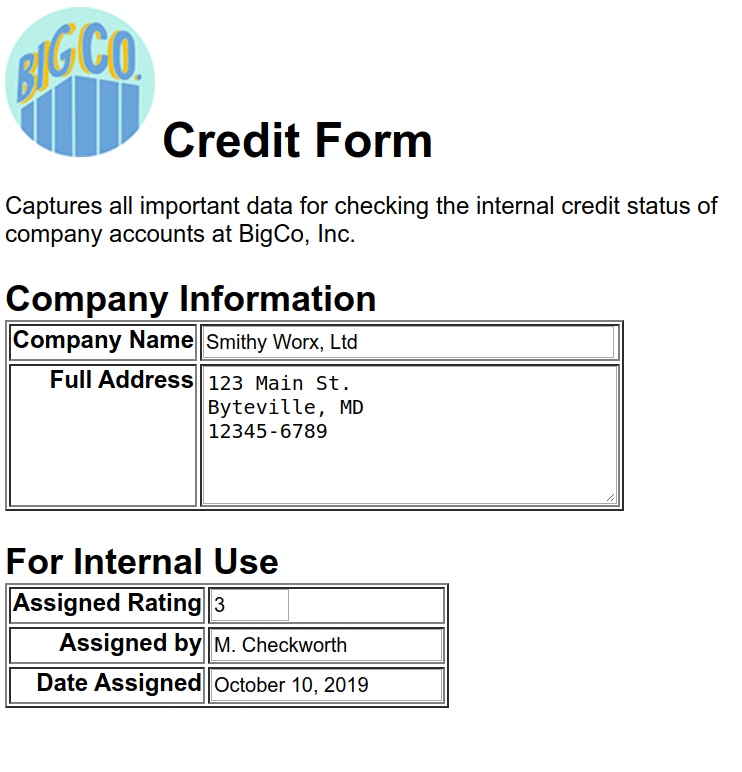 BIGCO.
Credit Form
Captures all important data for checking the internal credit status of
company accounts at BigCo, Inc.
Company Information
Company Name Smithy Worx, Ltd
Full Address 123 Main St.
Byteville, MD
12345-6789
For Internal Use
Assigned Rating 3
Assigned by M. Checkworth
Date Assigned October 10, 2019